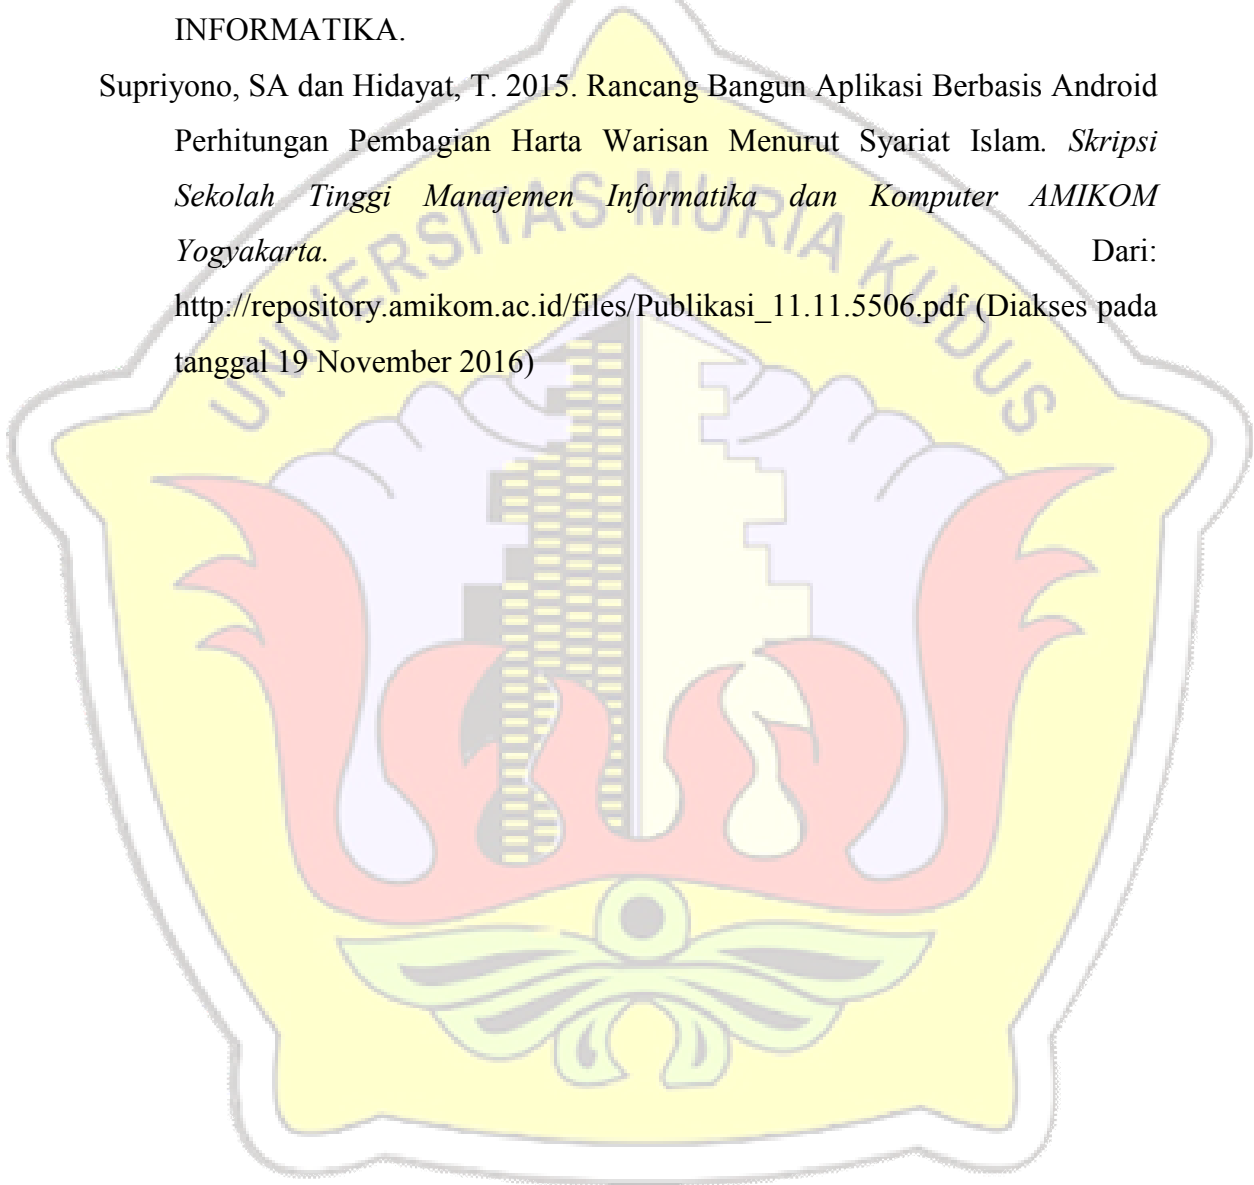 INFORMATIKA.
Supriyono, SA dan Hidayat, T. 2015. Rancang Bangun Aplikasi Berbasis Android
Perhitungan Pembagian Harta Warisan Menurut Syariat Islam. Skripsi
Sekolah Tinggi Manajemen Informatika dan Komputer AMIKOM
Yogyakarta. Dari:
http://repository.amikom.ac.id/files/Publikasi_11.11.5506.pdf (Diakses pada
tanggal 19 November 2016)
UNIVERSITAS MURIA KUDUS